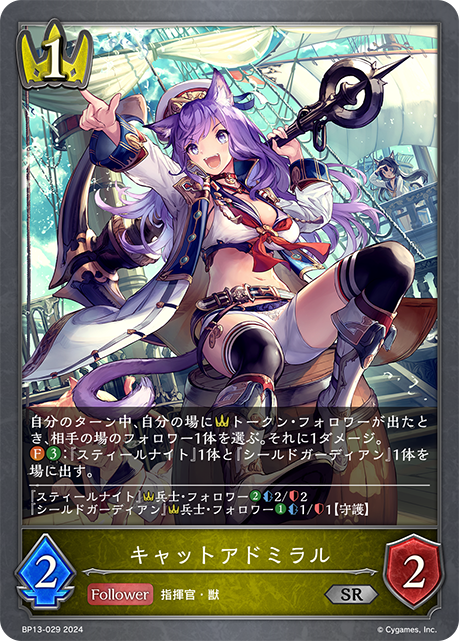 1
自分のターン中、自分の場にトークン・フォロワーが出たと
き、相手の場のフォロワー1体を選ぶ。それに1ダメージ。
F 3:『スティールナイト』1体と『シールドガーディアン』1体を
場に出す。
『スティールナイト』兵士・フォロワー2 2/2
『シールドガーディアン』兵士・フォロワー1 1/1【守護】
キャットアドミラル
2
Follower 指揮官・獣 SR
2
BP13-029 2024 © Cygames, Inc.